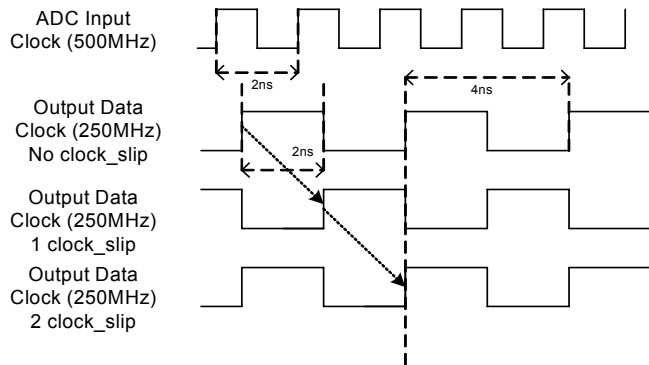 ADC Input
Clock (500MHz)
2ns
4ns
Output Data
Clock (250MHz)
No clock_slip
2ns
Output Data
Clock (250MHz)
1 clock_slip
Output Data
Clock (250MHz)
2 clock_slip